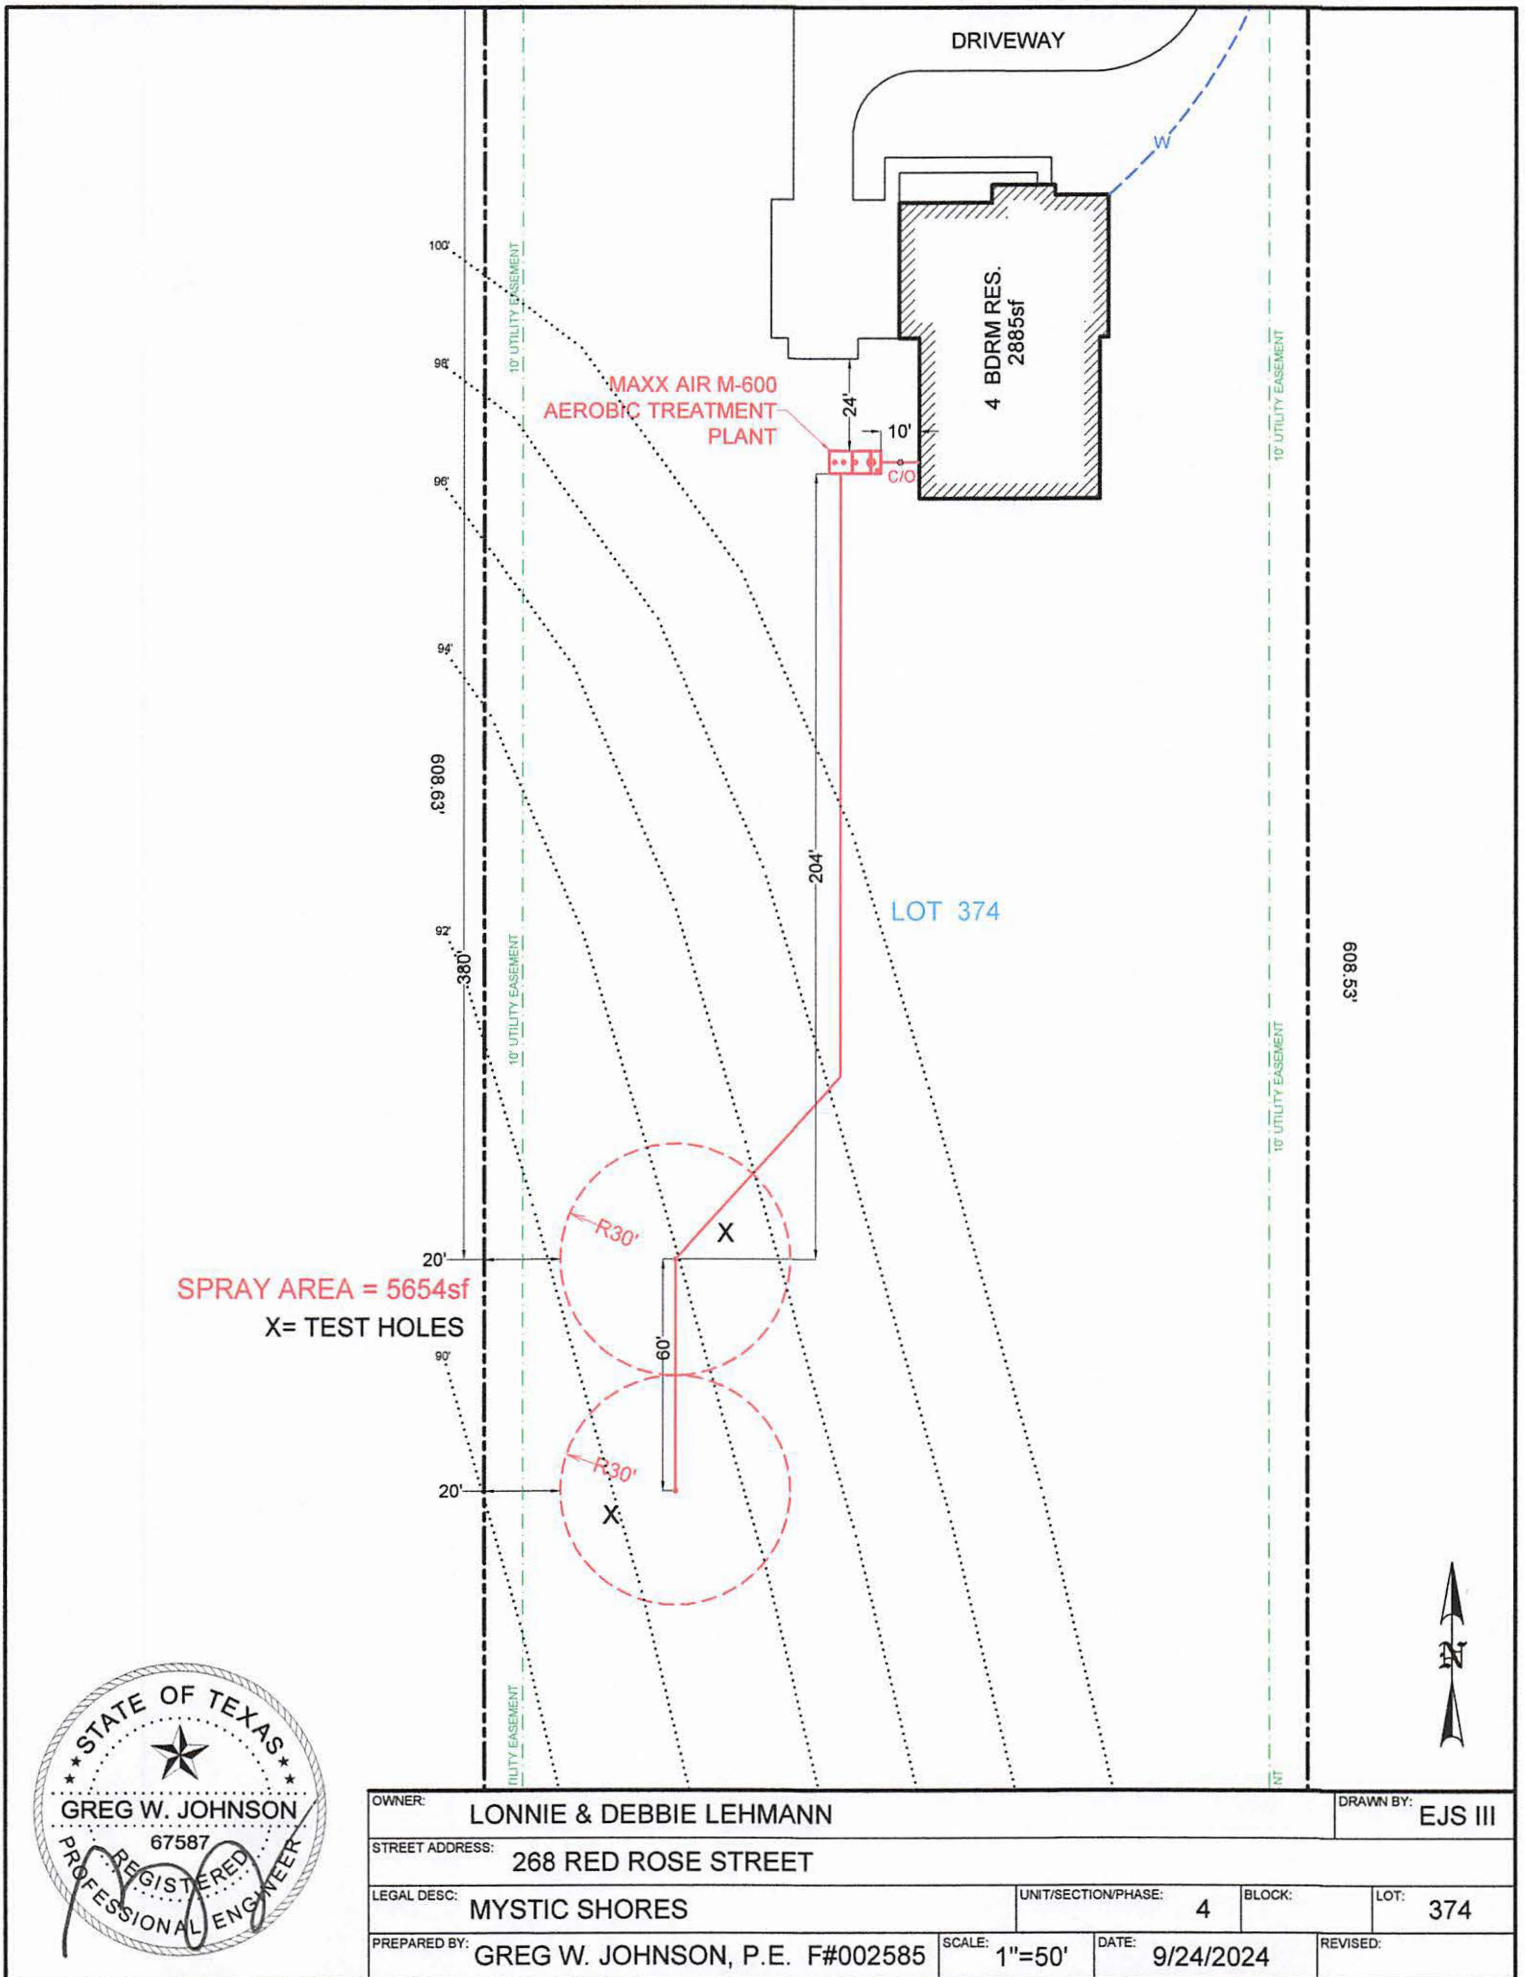 DRIVEWAY
W
100'
98'
96'
94'
92'
90'
10' UTILITY EASEMENT
10' UTILITY EASEMENT
4 BDRM RES.
2885sf
MAXX AIR M-600
AEROBIC TREATMENT
PLANT
24'
10'
C/O
608.63'
380'
204'
LOT 374
608.53'
10' UTILITY EASEMENT
10' UTILITY EASEMENT
R30'
X
20'
SPRAY AREA = 5654sf
X= TEST HOLES
60'
R30'
20'
X
N
TILITY EASEMENT
NT
STATE OF TEXAS
GREG W. JOHNSON
67587
REGISTERED
PROFESSIONAL ENGINEER
OWNER: LONNIE & DEBBIE LEHMANN
DRAWN BY: EJS III
STREET ADDRESS: 268 RED ROSE STREET
LEGAL DESC: MYSTIC SHORES
UNIT/SECTION/PHASE: 4
BLOCK:
LOT: 374
PREPARED BY: GREG W. JOHNSON, P.E. F#002585
SCALE: 1"=50'
DATE: 9/24/2024
REVISED: